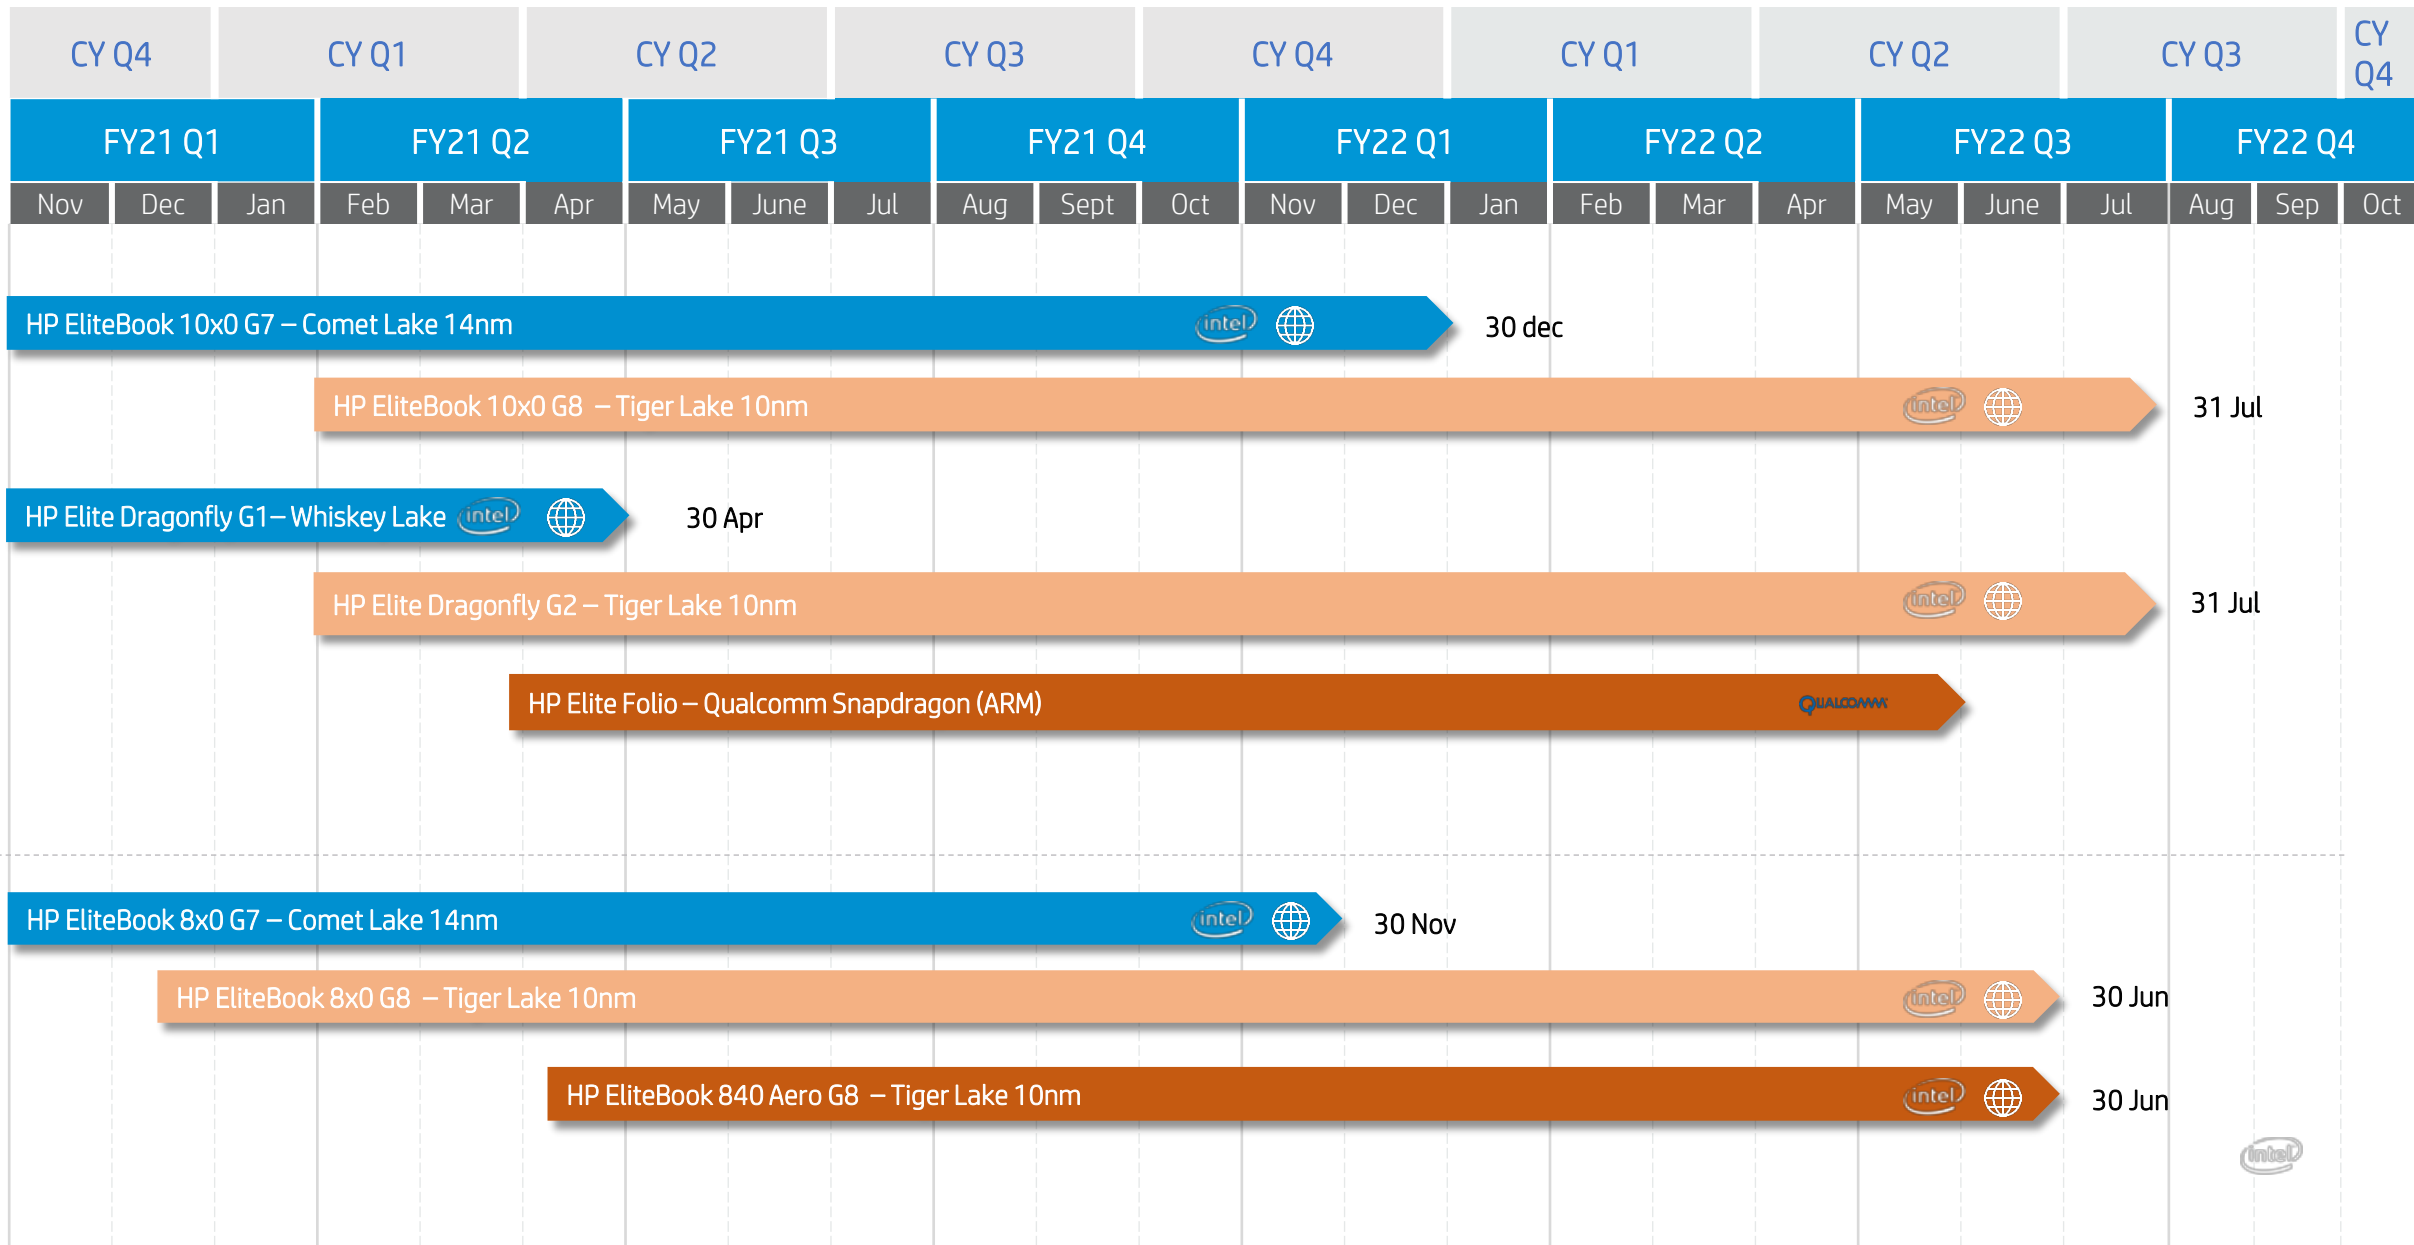 CY Q4 CY Q1 CY Q2 CY Q3 CY Q4 CY Q1 CY Q2 CY Q3 CY
Q4
FY21 Q1 FY21 Q2 FY21 Q3 FY21 Q4 FY22 Q1 FY22 Q2 FY22 Q3 FY22 Q4
Nov Dec Jan Feb Mar Apr May June Jul Aug Sept Oct Nov Dec Jan Feb Mar Apr May June Jul Aug Sep Oct
HP EliteBook 10x0 G7 – Comet Lake 14nm intel 30 dec
HP EliteBook 10x0 G8 – Tiger Lake 10nm intel 31 Jul
HP Elite Dragonfly G1– Whiskey Lake intel 30 Apr
HP Elite Dragonfly G2 – Tiger Lake 10nm intel 31 Jul
HP Elite Folio – Qualcomm Snapdragon (ARM) QUALCOMM
HP EliteBook 8x0 G7 – Comet Lake 14nm intel 30 Nov
HP EliteBook 8x0 G8 – Tiger Lake 10nm intel 30 Jun
HP EliteBook 840 Aero G8 – Tiger Lake 10nm intel 30 Jun
intel